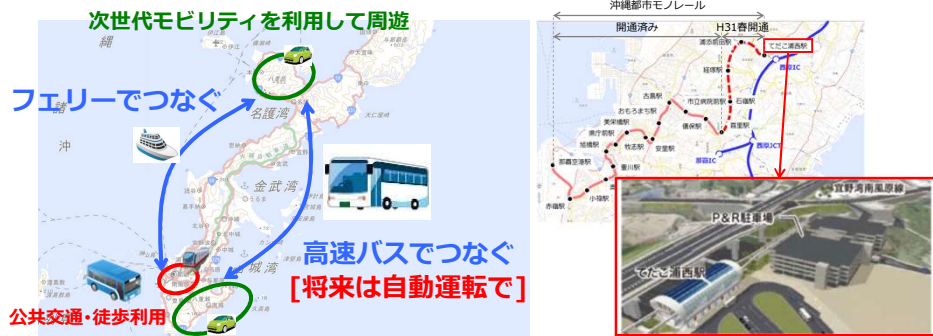 次世代モビリティを利用して周遊
フェリーでつなぐ
名護湾
金武湾
高速バスでつなぐ
[将来は自動運転で]
公共交通・徒歩利用
縄
諸
沖
城湾
沖縄都市モノレール
開通済み
H31春開通
浦添前田駅
てだこ浦西駅
西原IC
経塚駅
石嶺駅
古島駅
市立病院前駅
おもろまち駅
儀保駅
首里駅
美栄橋駅
県庁前駅
牧志駅
安里駅
旭橋駅
西原JCT
那覇IC
那覇空港駅
壷川駅
小禄駅
赤嶺駅
宜野湾南風原線
P&R駐車場
てだこ浦西駅